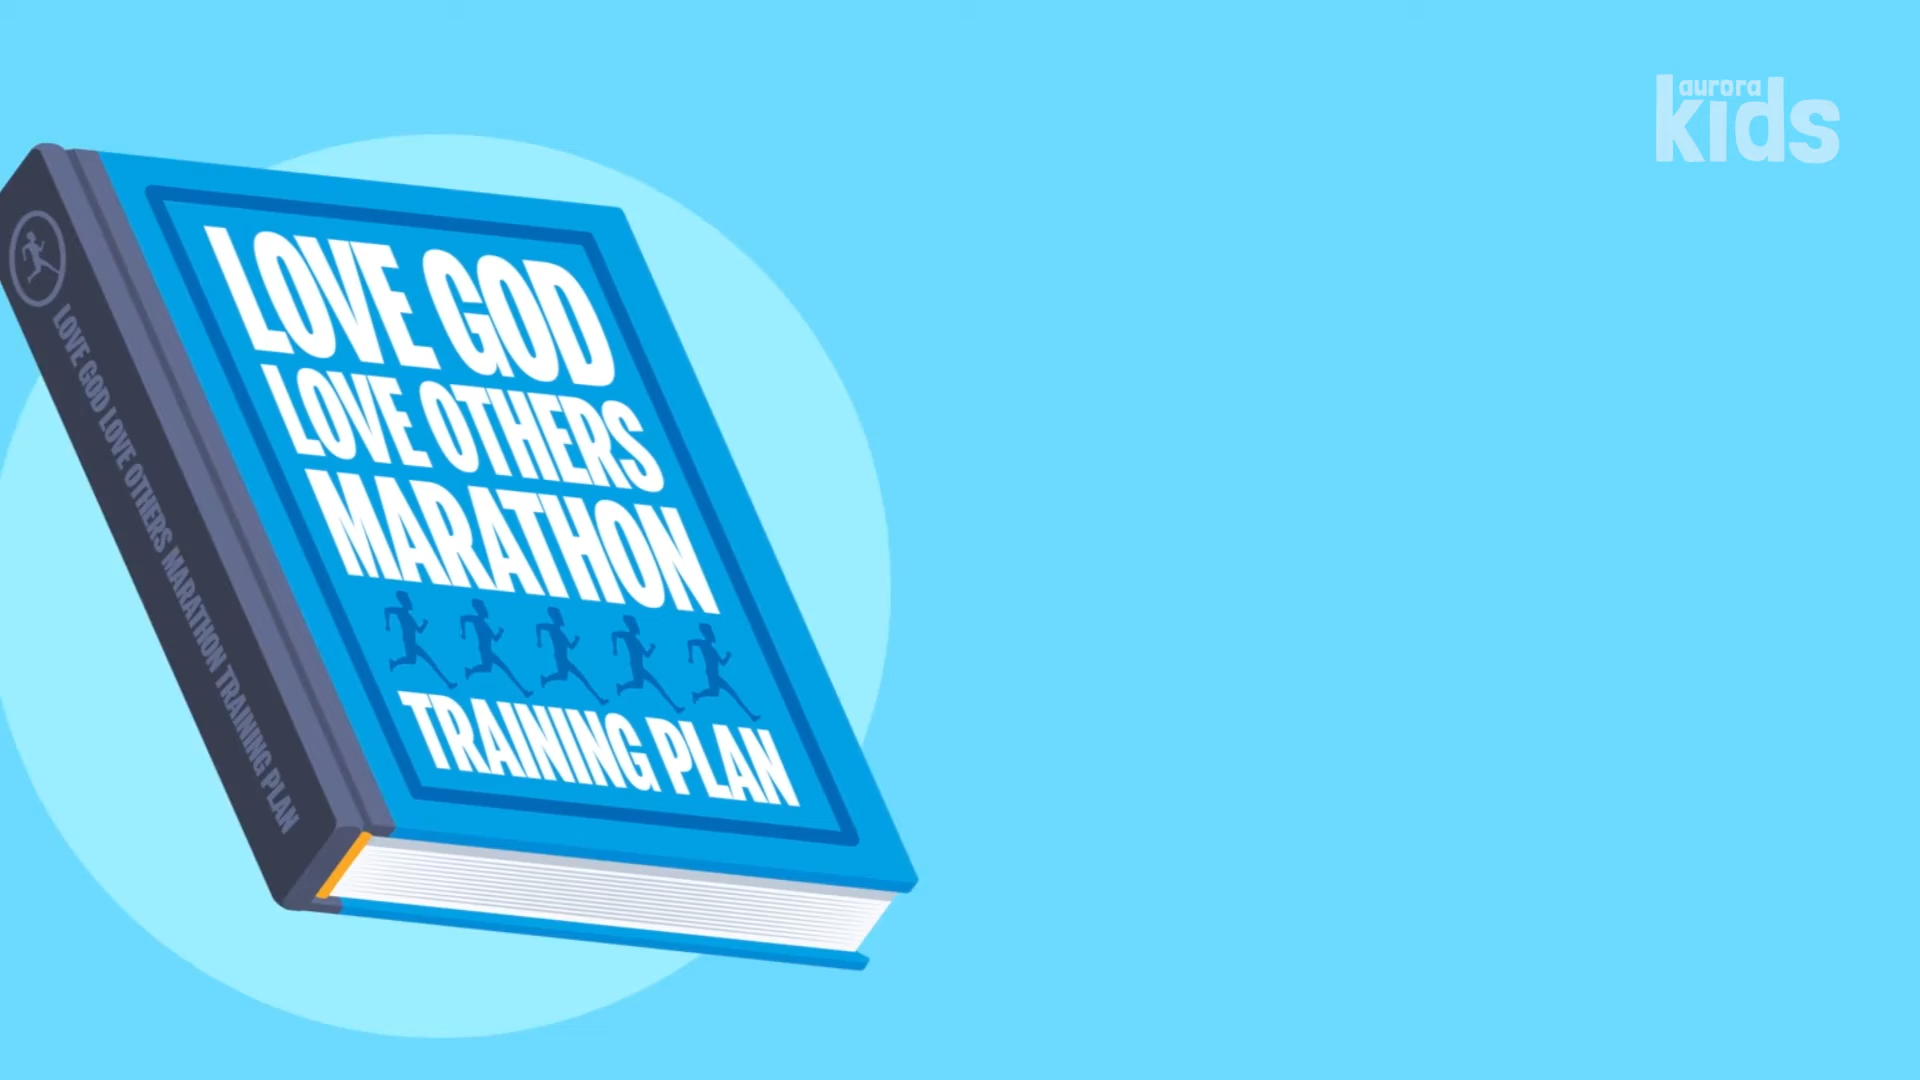 aurora
kids
LOVE GOD
LOVE OTHERS
MARATHON
TRAINING PLAN
LOVE GOD LOVE OTHERS MARATHON TRAINING PLAN